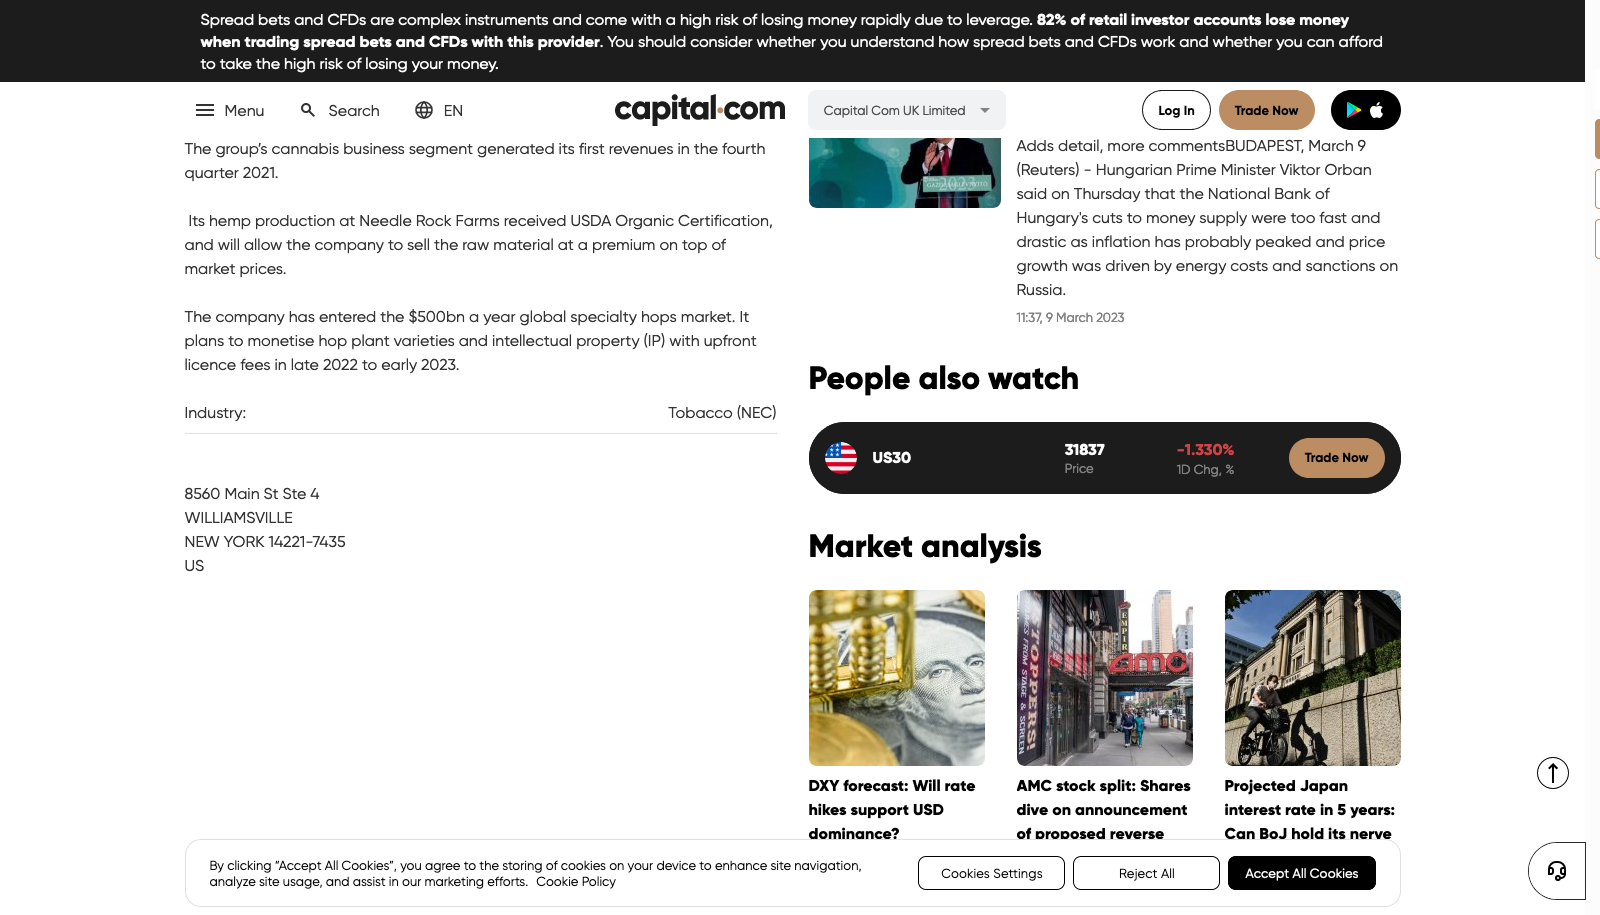 Spread bets and CFDs are complex instruments and come with a high risk of losing money rapidly due to leverage. 82% of retail investor accounts lose money
when trading spread bets and CFDs with this provider. You should consider whether you understand how spread bets and CFDs work and whether you can afford
to take the high risk of losing your money.
Menu
Search
EN
capital.com
Capital Com UK Limited
Log In
Trade Now
The group's cannabis business segment generated its first revenues in the fourth
quarter 2021.
Its hemp production at Needle Rock Farms received USDA Organic Certification,
and will allow the company to sell the raw material at a premium on top of
market prices.
The company has entered the $500bn a year global specialty hops market. It
plans to monetise hop plant varieties and intellectual property (IP) with upfront
licence fees in late 2022 to early 2023.
Industry: Tobacco (NEC)
8560 Main St Ste 4
WILLIAMSVILLE
NEW YORK 14221-7435
US
Adds detail, more commentsBUDAPEST, March 9
(Reuters) - Hungarian Prime Minister Viktor Orban
said on Thursday that the National Bank of
Hungary's cuts to money supply were too fast and
drastic as inflation has probably peaked and price
growth was driven by energy costs and sanctions on
Russia.
11:37, 9 March 2023
People also watch
US30
31837
Price
-1.330%
1D Chg, %
Trade Now
Market analysis
EMPIRE
amc
STOPPERS!
DXY forecast: Will rate
hikes support USD
dominance?
AMC stock split: Shares
dive on announcement
of proposed reverse
Projected Japan
interest rate in 5 years:
Can BoJ hold its nerve
By clicking “Accept All Cookies”, you agree to the storing of cookies on your device to enhance site navigation,
analyze site usage, and assist in our marketing efforts. Cookie Policy
Cookies Settings
Reject All
Accept All Cookies